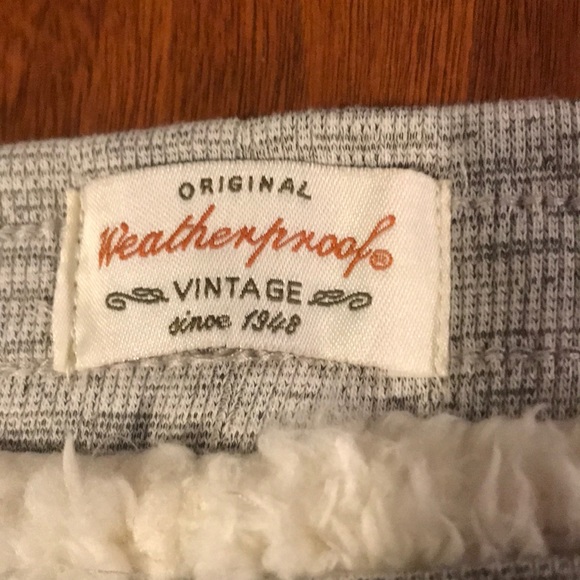 ORIGINAL
Weatherproof®
VINTAGE
since 1948